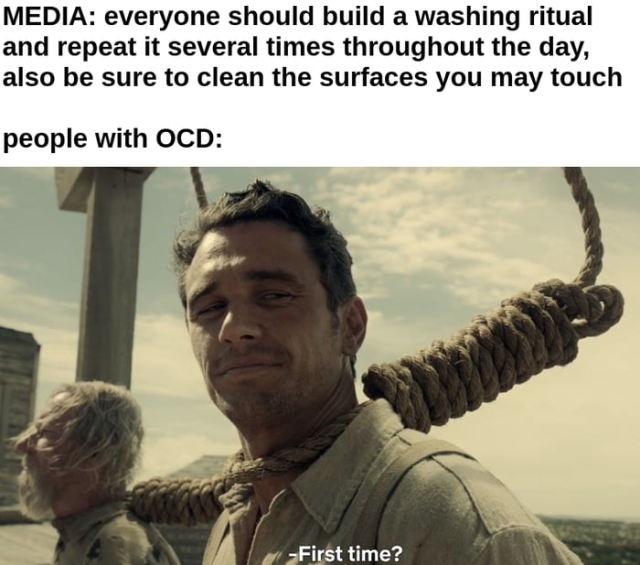 MEDIA: everyone should build a washing ritual
and repeat it several times throughout the day,
also be sure to clean the surfaces you may touch
people with OCD:
-First time?